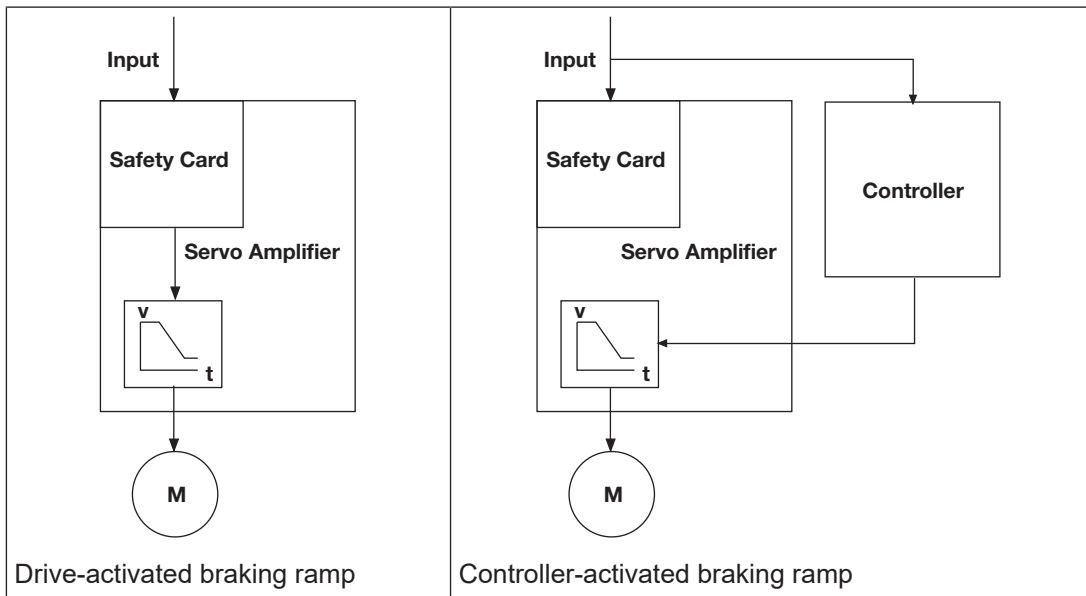 Input
Safety Card
Servo Amplifier
v
t
M
Drive-activated braking ramp
Input
Safety Card
Controller
Servo Amplifier
v
t
M
Controller-activated braking ramp